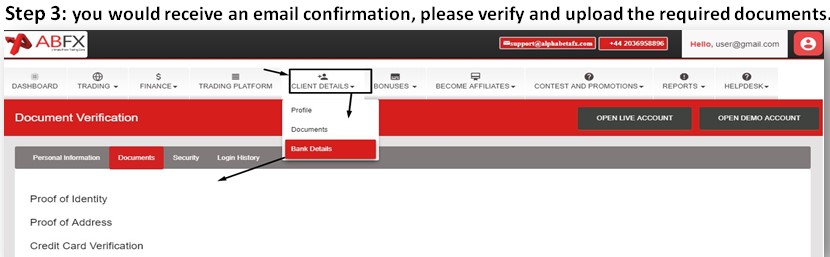 Step 3: you would receive an email confirmation, please verify and upload the required documents.
ABFX
support@alphabetafx.com +44 2036958896 Hello, user@gmail.com
DASHBOARD TRADING FINANCE TRADING PLATFORM CLIENT DETAILS BONUSES BECOME AFFILIATES CONTEST AND PROMOTIONS REPORTS HELPDESK
Profile
Documents
Bank Details
Document Verification OPEN LIVE ACCOUNT OPEN DEMO ACCOUNT
Personal Information Documents Security Login History
Proof of Identity
Proof of Address
Credit Card Verification